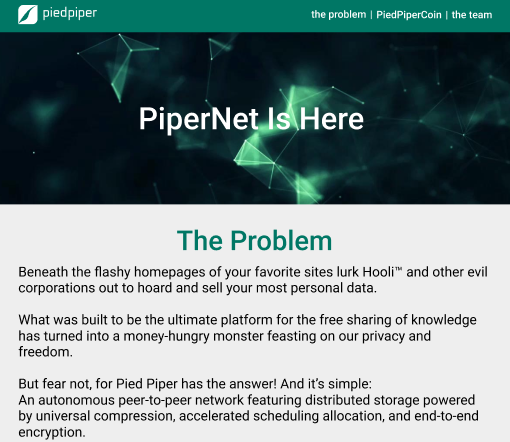 piedpiper
the problem | PiedPiperCoin | the team
PiperNet Is Here
The Problem
Beneath the flashy homepages of your favorite sites lurk Hooli™ and other evil
corporations out to hoard and sell your most personal data.
What was built to be the ultimate platform for the free sharing of knowledge
has turned into a money-hungry monster feasting on our privacy and
freedom.
But fear not, for Pied Piper has the answer! And it’s simple:
An autonomous peer-to-peer network featuring distributed storage powered
by universal compression, accelerated scheduling allocation, and end-to-end
encryption.